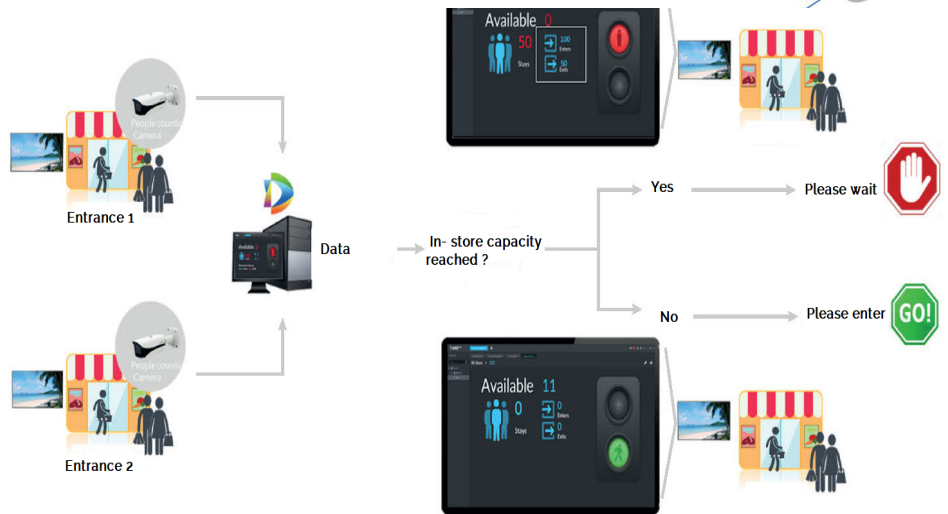 Available 0
50
Stays
100
Enters
50
Exits
People counting
Camera
Entrance 1
Available 0
Data
In- store capacity
reached ?
Yes
Please wait
No
Please enter
GO!
People counting
Camera
Entrance 2
Available 11
0
Stays
0
Enters
0
Exits